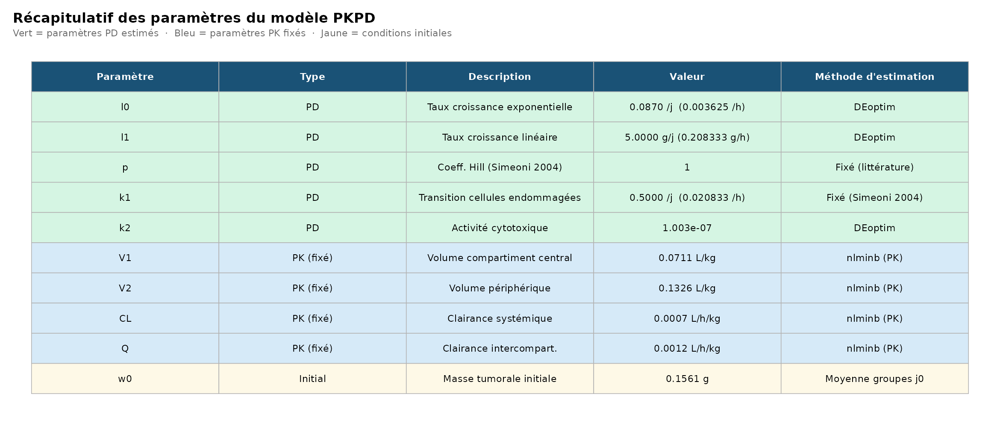 Récapitulatif des paramètres du modèle PKPD
Vert = paramètres PD estimés · Bleu = paramètres PK fixés · Jaune = conditions initiales
Paramètre Type Description Valeur Méthode d'estimation
l0 PD Taux croissance exponentielle 0.0870 /j (0.003625 /h) DEoptim
l1 PD Taux croissance linéaire 5.0000 g/j (0.208333 g/h) DEoptim
p PD Coeff. Hill (Simeoni 2004) 1 Fixé (littérature)
k1 PD Transition cellules endommagées 0.5000 /j (0.020833 /h) Fixé (Simeoni 2004)
k2 PD Activité cytotoxique 1.003e-07 DEoptim
V1 PK (fixé) Volume compartiment central 0.0711 L/kg nlminb (PK)
V2 PK (fixé) Volume périphérique 0.1326 L/kg nlminb (PK)
CL PK (fixé) Clairance systémique 0.0007 L/h/kg nlminb (PK)
Q PK (fixé) Clairance intercompart. 0.0012 L/h/kg nlminb (PK)
w0 Initial Masse tumorale initiale 0.1561 g Moyenne groupes j0